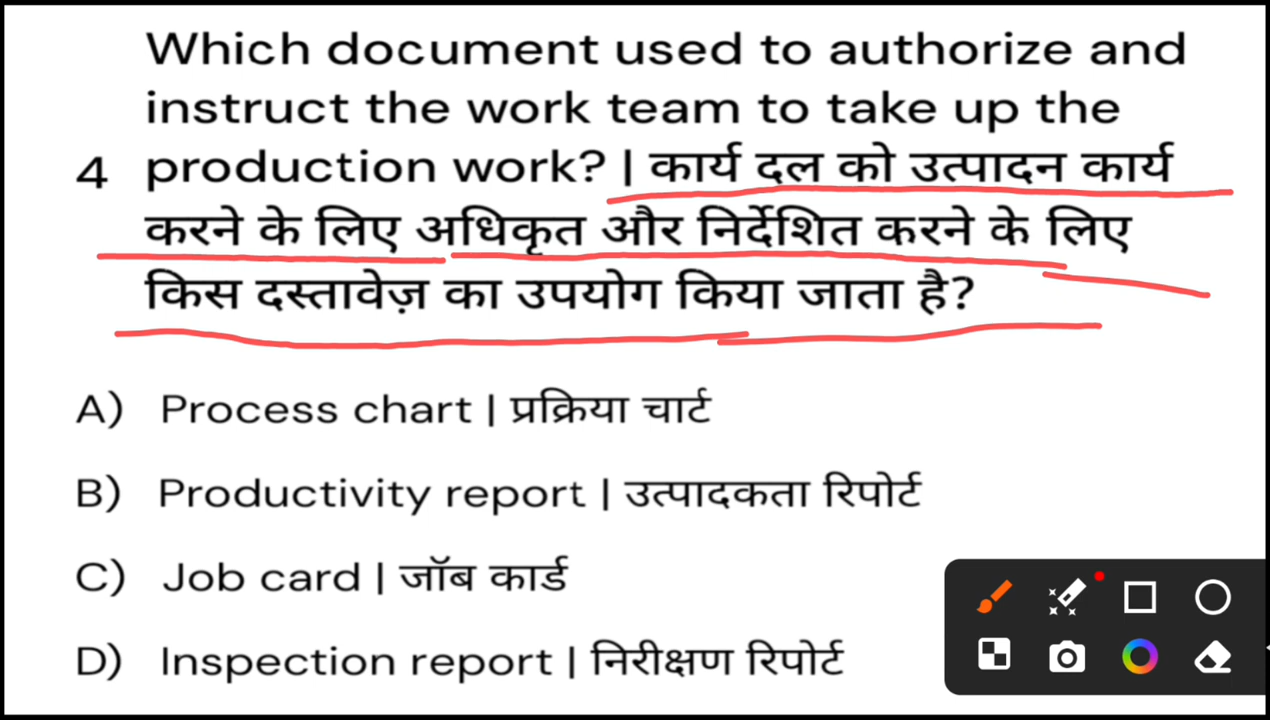 Which document used to authorize and
instruct the work team to take up the
4 production work? | कार्य दल को उत्पादन कार्य
करने के लिए अधिकृत और निर्देशित करने के लिए
किस दस्तावेज़ का उपयोग किया जाता है?
A) Process chart | प्रक्रिया चार्ट
B) Productivity report | उत्पादकता रिपोर्ट
C) Job card | जॉब कार्ड
D) Inspection report | निरीक्षण रिपोर्ट